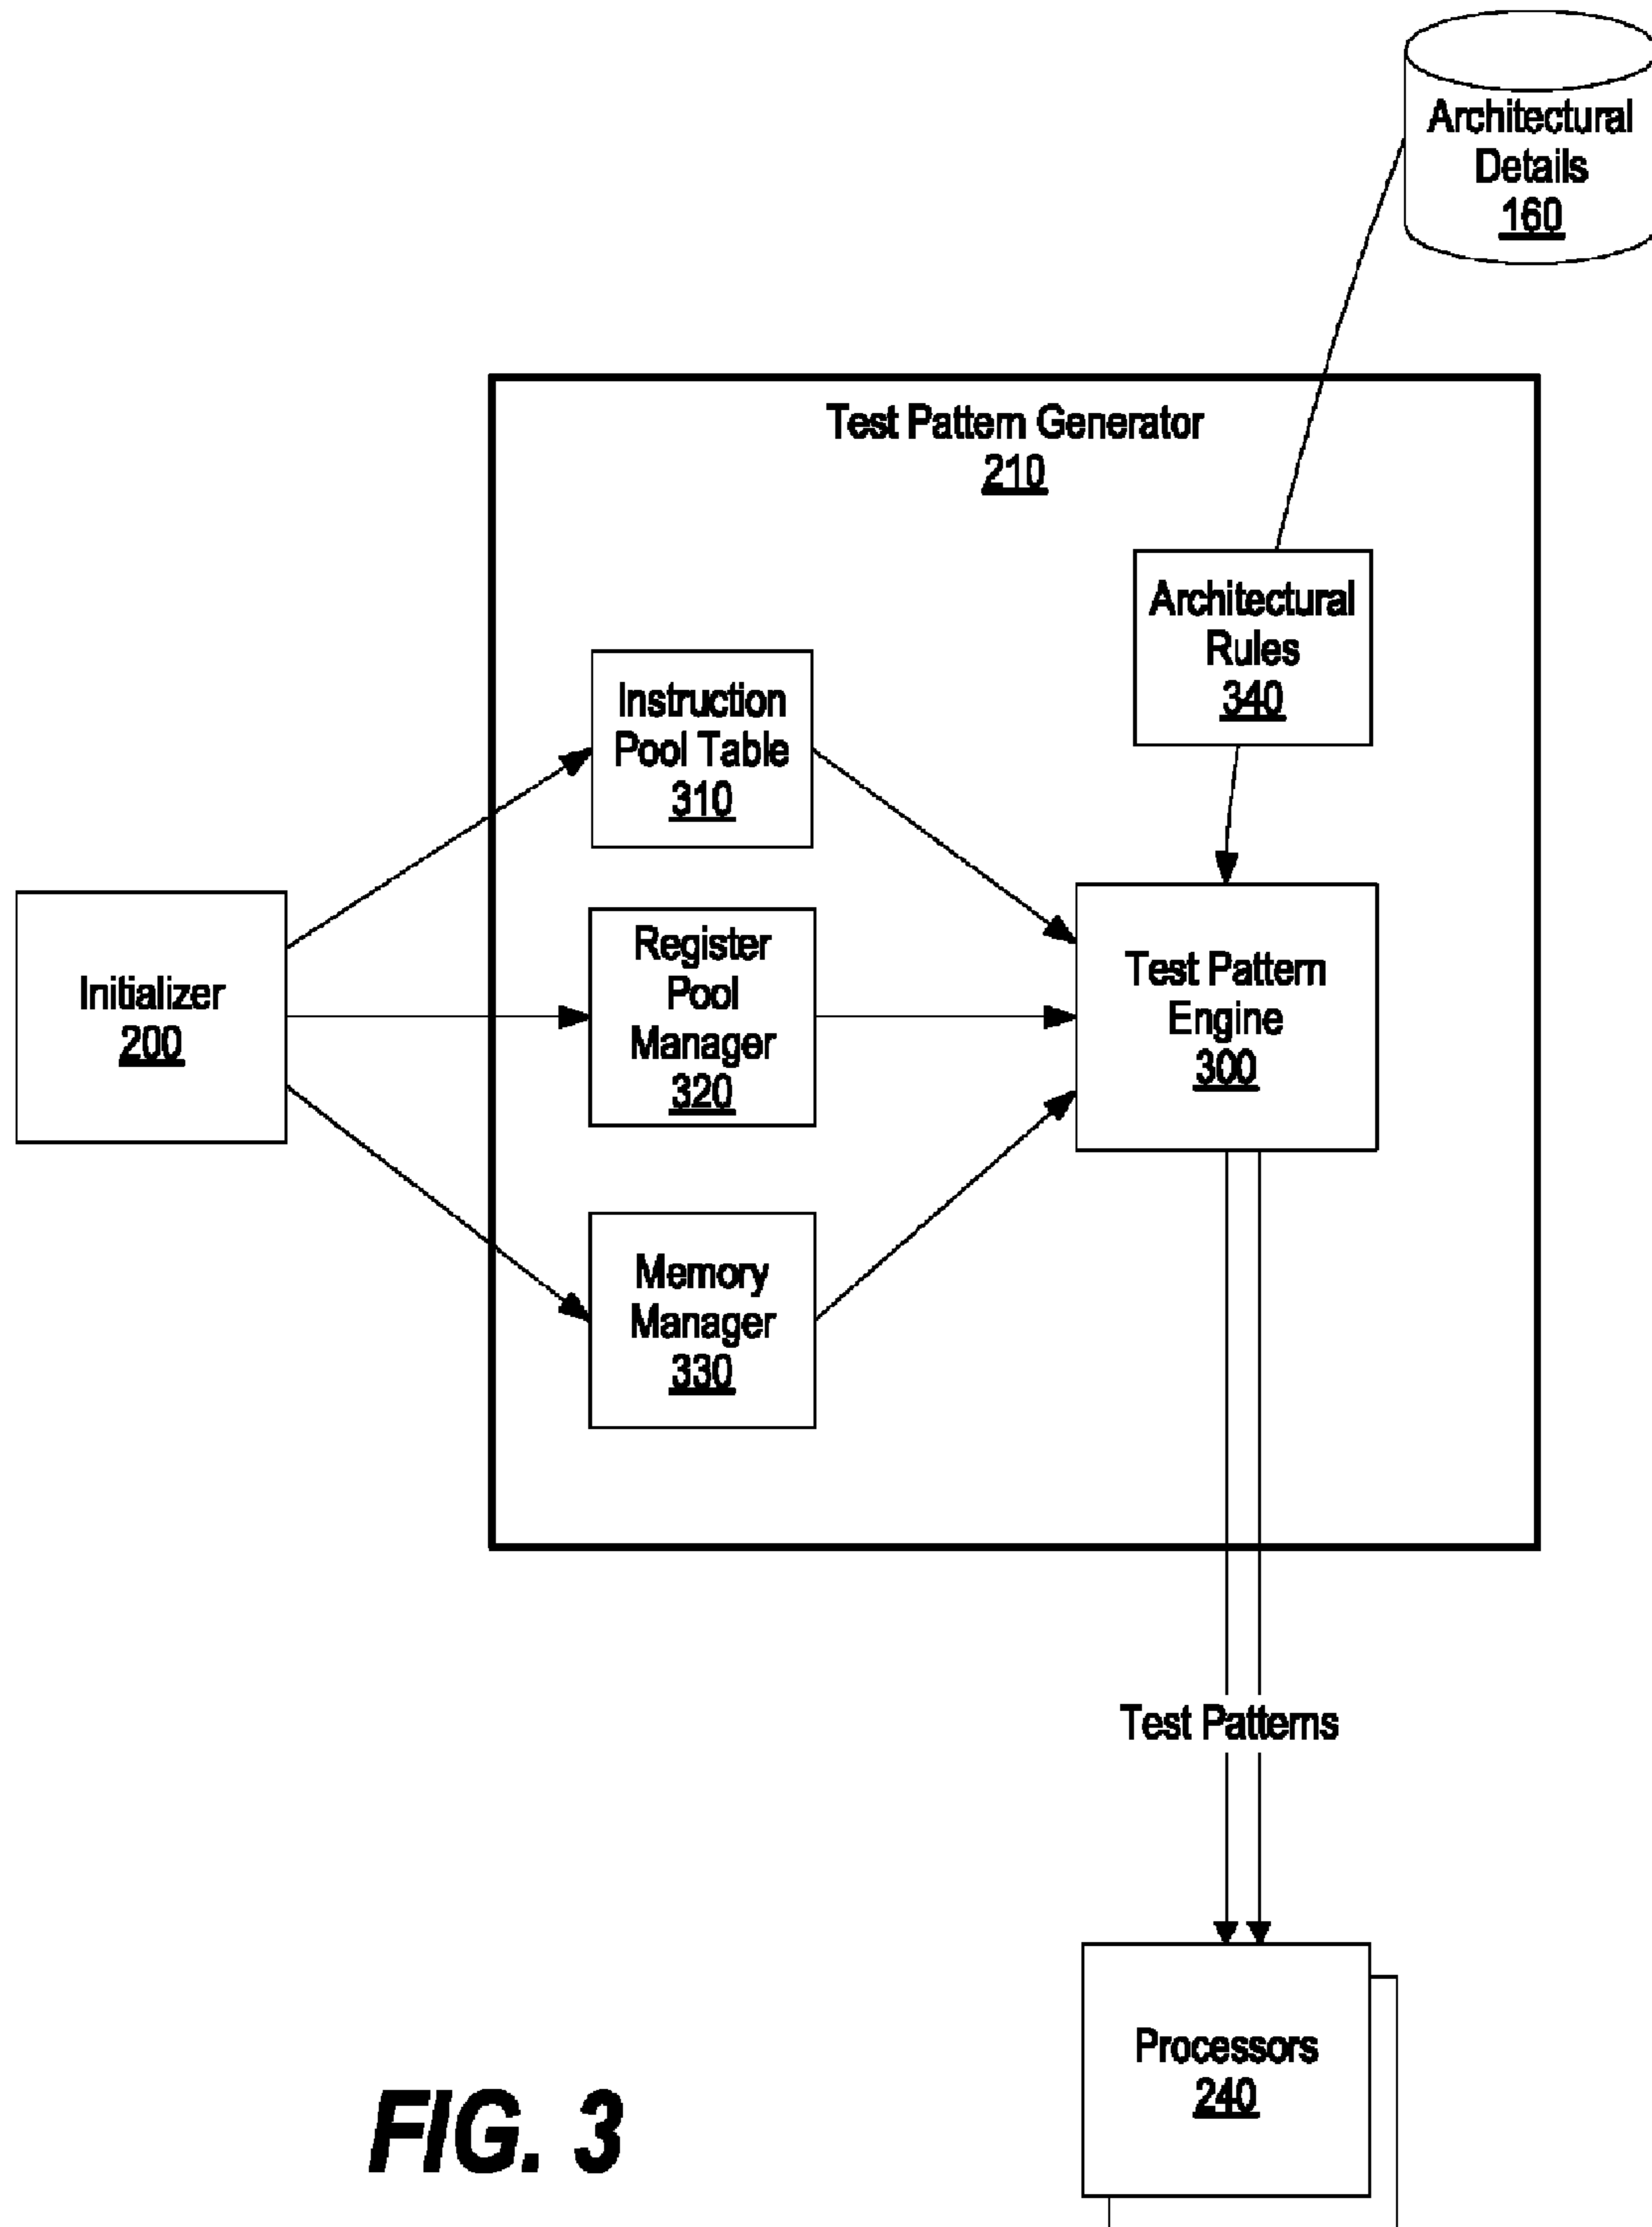 Architectural
Details
160
Test Pattern Generator
210
Architectural
Rules
340
Instruction
Pool Table
310
Register
Pool
Manager
320
Initializer
200
Test Pattern
Engine
300
Memory
Manager
330
Test Patterns
Processors
240
FIG. 3